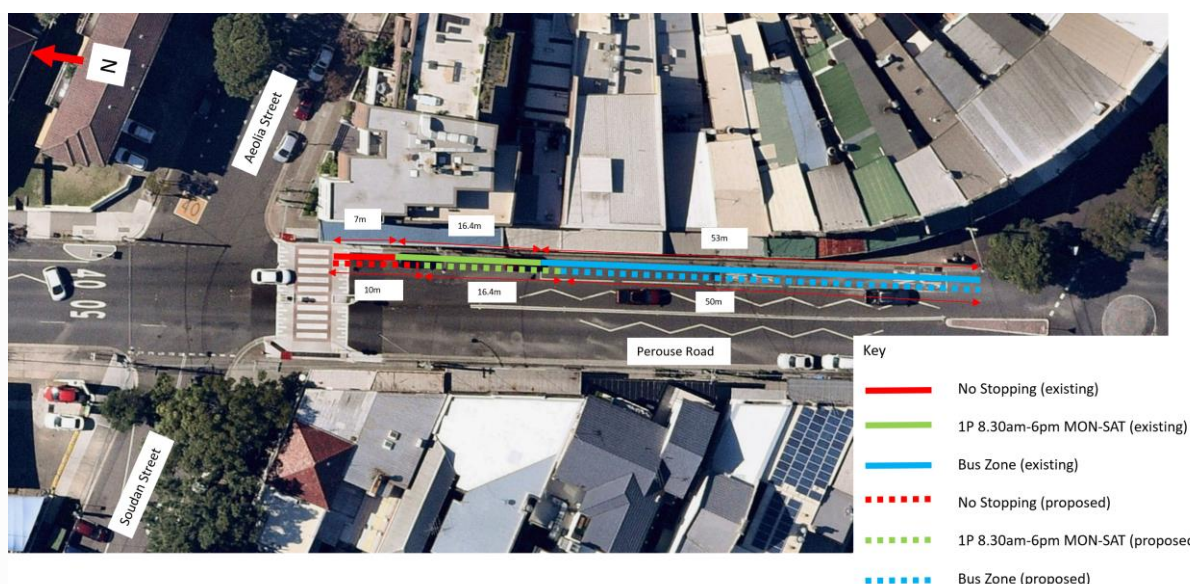 N
Aeolia Street
40
7m
16.4m
53m
40
50
10m
16.4m
50m
Perouse Road
Soudan Street
Key
No Stopping (existing)
1P 8.30am-6pm MON-SAT (existing)
Bus Zone (existing)
No Stopping (proposed)
1P 8.30am-6pm MON-SAT (proposed
Bus Zone (proposed)